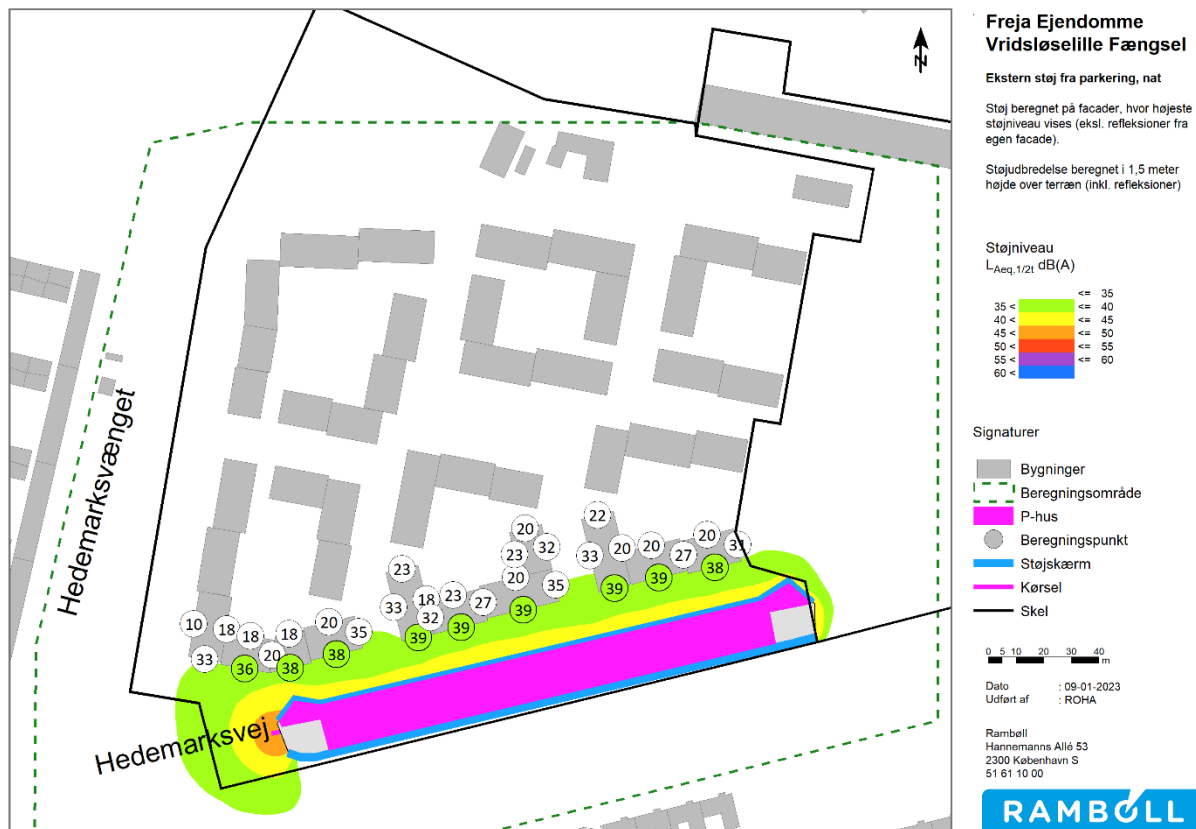 Freja Ejendomme
Vridsløselille Fængsel
Ekstern støj fra parkering, nat
Støj beregnet på facader, hvor højeste
støjniveau vises (eksl. refleksioner fra
egen facade).
Støjudbredelse beregnet i 1,5 meter
højde over terræn (inkl. refleksioner)
Støjniveau
LAeq,1/2t dB(A)
<= 35
35 < <= 40
40 < <= 45
45 < <= 50
50 < <= 55
55 < <= 60
60 <
Signaturer
Bygninger
Beregningsområde
P-hus
Beregningspunkt
Støjskærm
Kørsel
Skel
0 5 10 20 30 40
m
Dato : 09-01-2023
Udført af : ROHA
Rambøll
Hannemanns Allé 53
2300 København S
51 61 10 00
RAMBOLL
N
Hedemarksvænget
Hedemarksvej
22
20 20 20 31
33 20 27
23 32
39 39 38
20 35
23
33 18 23 27
32
39 39 39
10 18 18 18 20 35
33 20
36 38 38